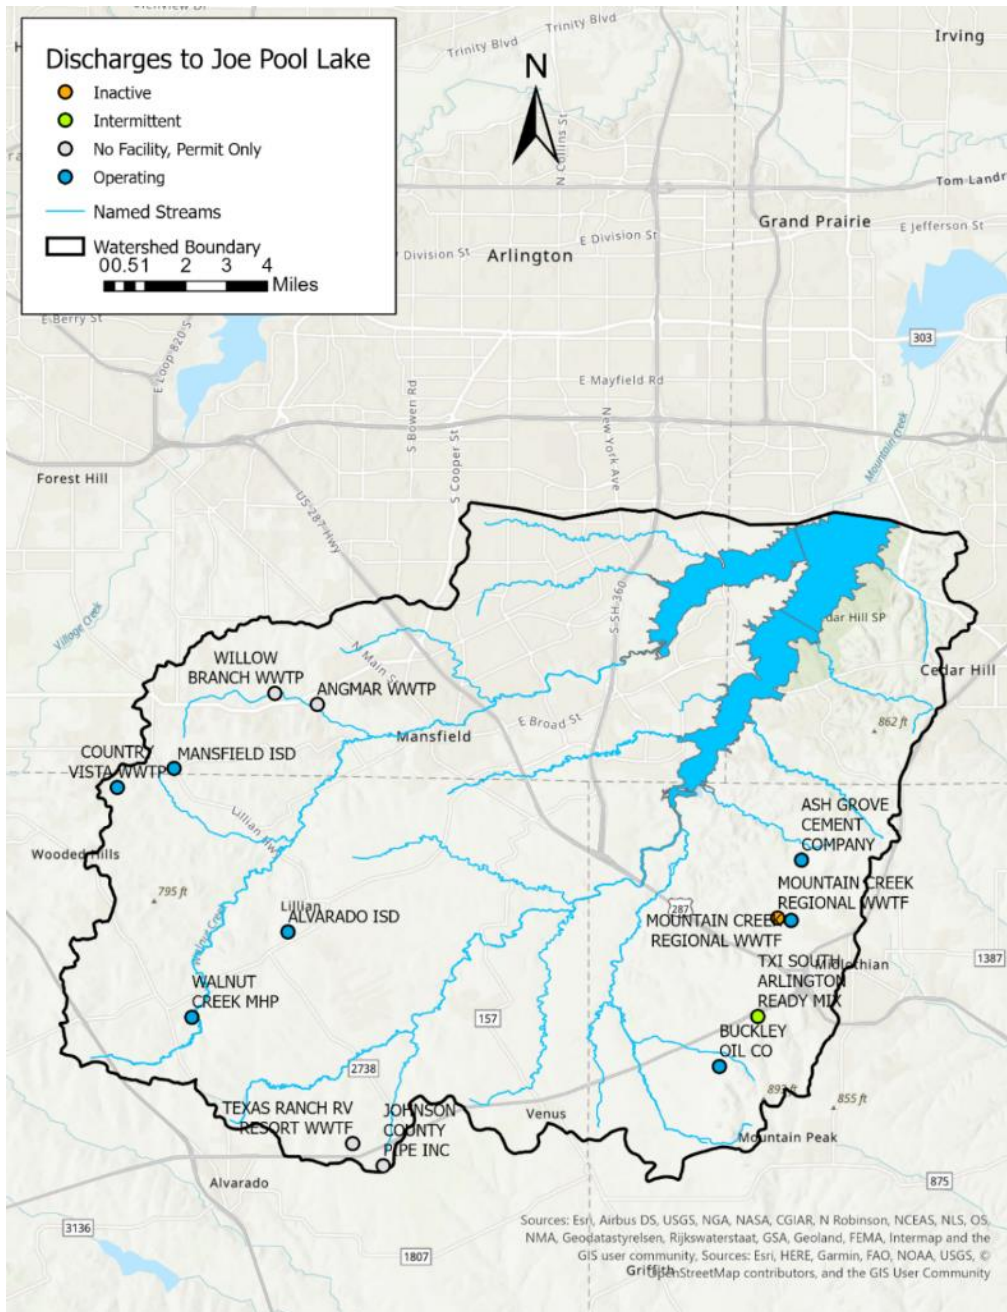 Discharges to Joe Pool Lake
Inactive
Intermittent
No Facility, Permit Only
Operating
Named Streams
Watershed Boundary
00.51 2 3 4
Miles
N
Trinity Blvd
Trinity Blvd
Irving
N Collins St
Tom Landr
Grand Prairie
E Jefferson St
E Division St
Division St
Arlington
E Berry St
E Loop 820 S
303
E Mayfield Rd
S Bowen Rd
S Cooper St
New York Ave
Mountain Creek
Forest Hill
US 287 Hwy
S SH 360
Village Creek
dar Hill SP
Cedar Hill
862 ft
WILLOW
BRANCH WWTP
ANGMAR WWTP
N Main St
E Broad St
Mansfield
COUNTRY
VISTA WWTP
MANSFIELD ISD
Lillian Hwy
Wooded Hills
795 ft
ASH GROVE
CEMENT
COMPANY
MOUNTAIN CREEK
REGIONAL WWTF
287
MOUNTAIN CREEK
REGIONAL WWTF
Lillian
ALVARADO ISD
Walnut Creek
Midlothian
1387
TXI SOUTH
ARLINGTON
READY MIX
WALNUT
CREEK MHP
157
BUCKLEY
OIL CO
2738
TEXAS RANCH RV
RESORT WWTF
JOHNSON
COUNTY
PIPE INC
Venus
855 ft
Mountain Peak
Alvarado
875
3136
1807
Sources: Esri, Airbus DS, USGS, NGA, NASA, CGIAR, N Robinson, NCEAS, NLS, OS,
NMA, Geodatastyrelsen, Rijkswaterstaat, GSA, Geoland, FEMA, Intermap and the
GIS user community, Sources: Esri, HERE, Garmin, FAO, NOAA, USGS, ©
OpenStreetMap contributors, and the GIS User Community
Griffith